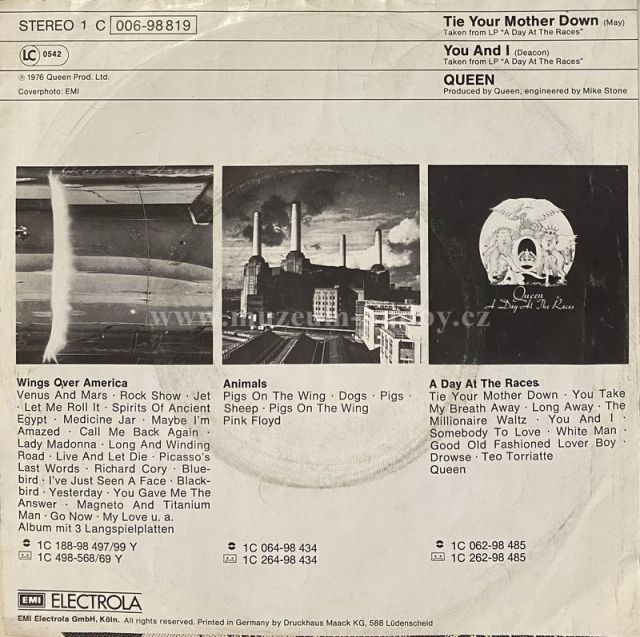 STEREO 1 C 006-98819
LC 0542
℗ 1976 Queen Prod. Ltd.
Coverphoto: EMI
Tie Your Mother Down (May)
Taken from LP "A Day At The Races"
You And I (Deacon)
Taken from LP "A Day At The Races"
QUEEN
Produced by Queen, engineered by Mike Stone
Queen
A Day At The Races
Wings Over America
Venus And Mars · Rock Show · Jet
· Let Me Roll It · Spirits Of Ancient
Egypt · Medicine Jar · Maybe I'm
Amazed · Call Me Back Again ·
Lady Madonna · Long And Winding
Road · Live And Let Die · Picasso's
Last Words · Richard Cory · Blue-
bird · I've Just Seen A Face · Black-
bird · Yesterday · You Gave Me The
Answer · Magneto And Titanium
Man · Go Now · My Love u. a.
Album mit 3 Langspielplatten
1C 188-98 497/99 Y
1C 498-568/69 Y
Animals
Pigs On The Wing · Dogs · Pigs ·
Sheep · Pigs On The Wing
Pink Floyd
1C 064-98 434
1C 264-98 434
A Day At The Races
Tie Your Mother Down · You Take
My Breath Away · Long Away · The
Millionaire Waltz · You And I ·
Somebody To Love · White Man ·
Good Old Fashioned Lover Boy ·
Drowse · Teo Torriatte
Queen
1C 062-98 485
1C 262-98 485
EMI ELECTROLA
EMI Electrola GmbH, Köln. All rights reserved. Printed in Germany by Druckhaus Maack KG, 588 Lüdenscheid